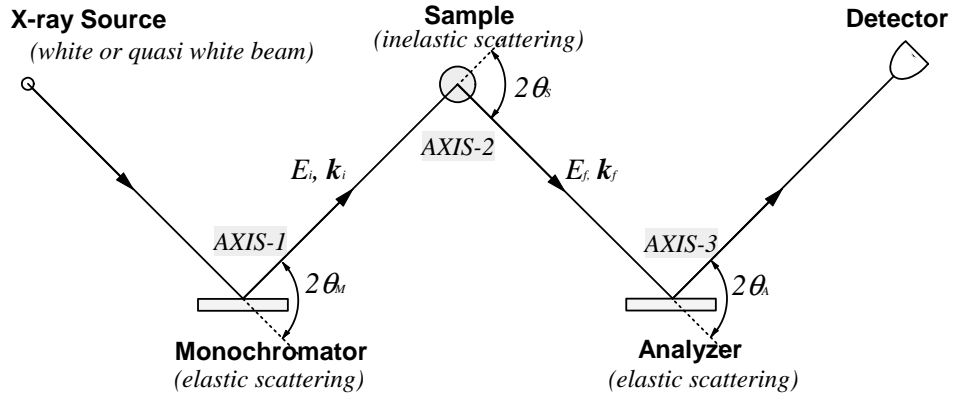 X-ray Source
(white or quasi white beam)
Sample
(inelastic scattering)
Detector
2θS
AXIS-2
Ei, ki
Ef, kf
AXIS-1
2θM
AXIS-3
2θA
Monochromator
(elastic scattering)
Analyzer
(elastic scattering)